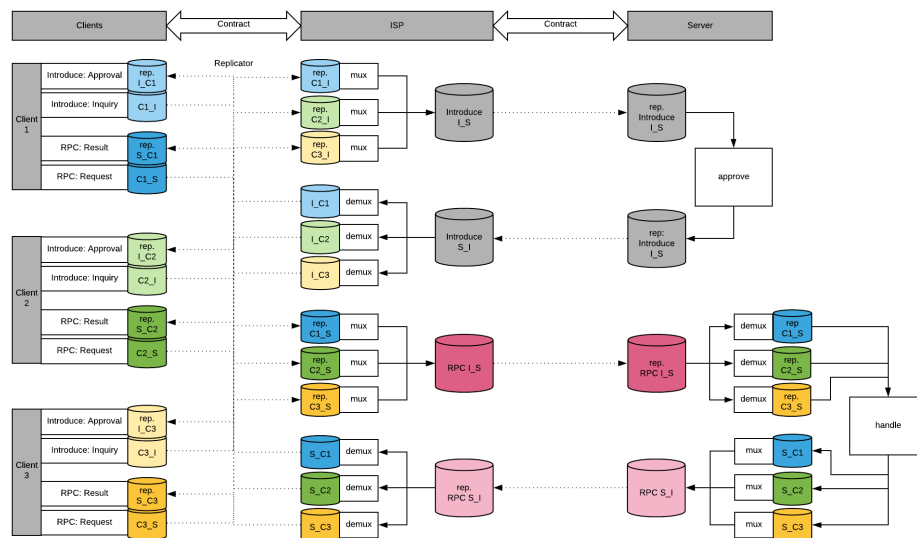 Clients
Contract
ISP
Contract
Server
Replicator
Client
1
Introduce: Approval
rep.
I_C1
Introduce: Inquiry
C1_I
RPC: Result
rep.
S_C1
RPC: Request
C1_S
Client
2
Introduce: Approval
rep.
I_C2
Introduce: Inquiry
C2_I
RPC: Result
rep.
S_C2
RPC: Request
C2_S
Client
3
Introduce: Approval
rep.
I_C3
Introduce: Inquiry
C3_I
RPC: Result
rep.
S_C3
RPC: Request
C3_S
rep.
C1_I
mux
rep.
C2_I
mux
rep.
C3_I
mux
Introduce
I_S
rep.
Introduce
I_S
approve
I_C1
demux
I_C2
demux
I_C3
demux
Introduce
S_I
rep:
Introduce
I_S
rep.
C1_S
mux
rep.
C2_S
mux
rep.
C3_S
mux
RPC I_S
rep.
RPC I_S
demux
rep
C1_S
demux
rep.
C2_S
demux
rep.
C3_S
handle
S_C1
demux
S_C2
demux
S_C3
demux
rep.
RPC S_I
RPC S_I
mux
S_C1
mux
S_C2
mux
S_C3